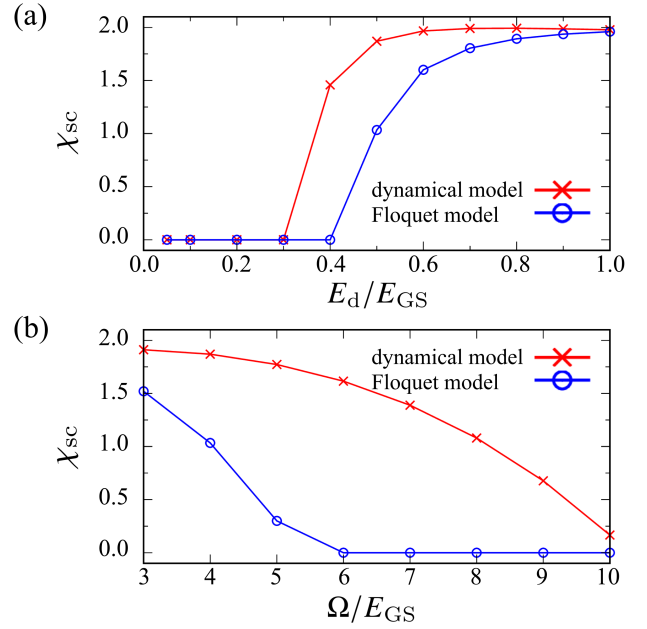 (a)
2.0
1.5
1.0
0.5
0.0
χsc
dynamical model
Floquet model
0.0 0.2 0.4 0.6 0.8 1.0
Ed/EGS
(b)
2.0
1.5
1.0
0.5
0.0
χsc
dynamical model
Floquet model
3 4 5 6 7 8 9 10
Ω/EGS